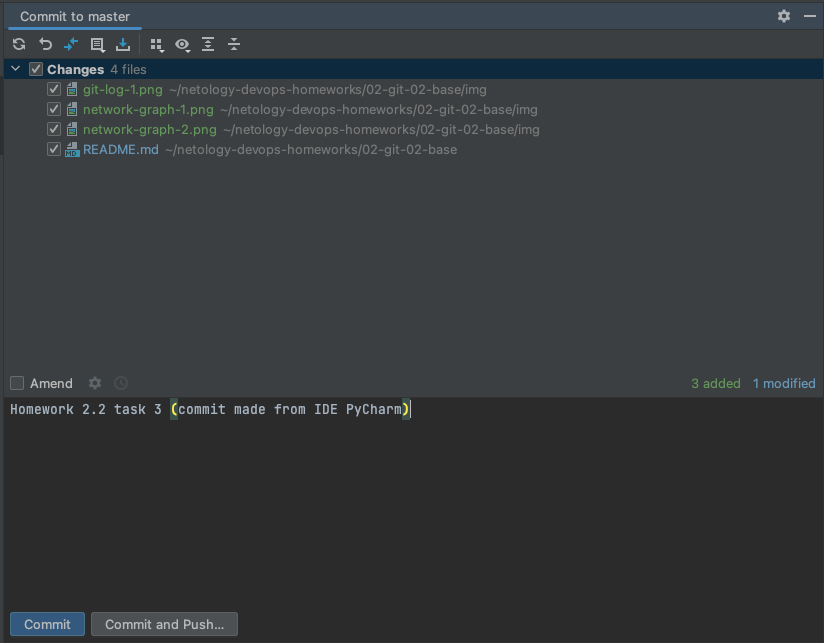 Commit to master
Changes 4 files
git-log-1.png ~/netology-devops-homeworks/02-git-02-base/img
network-graph-1.png ~/netology-devops-homeworks/02-git-02-base/img
network-graph-2.png ~/netology-devops-homeworks/02-git-02-base/img
MD README.md ~/netology-devops-homeworks/02-git-02-base
Amend 3 added 1 modified
Homework 2.2 task 3 (commit made from IDE PyCharm)
Commit Commit and Push...